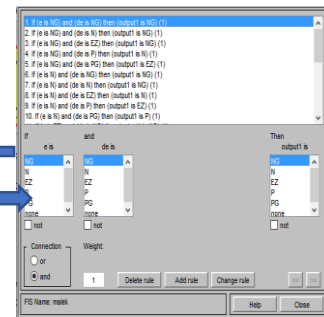 1. If (e is NG) and (de is NG) then (output1 is NG) (1)
2. If (e is NG) and (de is N) then (output1 is NG) (1)
3. If (e is NG) and (de is EZ) then (output1 is NG) (1)
4. If (e is NG) and (de is P) then (output1 is N) (1)
5. If (e is NG) and (de is PG) then (output1 is EZ) (1)
6. If (e is N) and (de is NG) then (output1 is NG) (1)
7. If (e is N) and (de is N) then (output1 is NG) (1)
8. If (e is N) and (de is EZ) then (output1 is N) (1)
9. If (e is N) and (de is P) then (output1 is EZ) (1)
10. If (e is N) and (de is PG) then (output1 is P) (1)
If and Then
e is de is output1 is
NG NG NG
N N N
EZ EZ EZ
P P P
PG PG PG
none none none
not not not
Connection Weight:
or
and 1 Delete rule Add rule Change rule << >>
FIS Name: malek Help Close